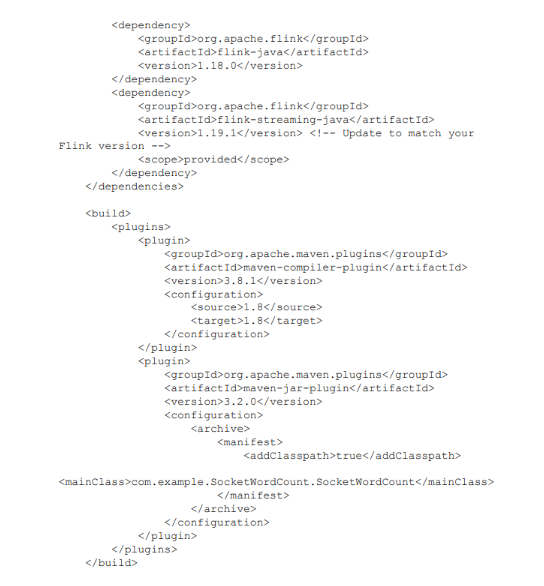 <dependency>
<groupId>org.apache.flink</groupId>
<artifactId>flink-java</artifactId>
<version>1.18.0</version>
</dependency>
<dependency>
<groupId>org.apache.flink</groupId>
<artifactId>flink-streaming-java</artifactId>
<version>1.19.1</version> <!-- Update to match your
Flink version -->
<scope>provided</scope>
</dependency>
</dependencies>
<build>
<plugins>
<plugin>
<groupId>org.apache.maven.plugins</groupId>
<artifactId>maven-compiler-plugin</artifactId>
<version>3.8.1</version>
<configuration>
<source>1.8</source>
<target>1.8</target>
</configuration>
</plugin>
<plugin>
<groupId>org.apache.maven.plugins</groupId>
<artifactId>maven-jar-plugin</artifactId>
<version>3.2.0</version>
<configuration>
<archive>
<manifest>
<addClasspath>true</addClasspath>
<mainClass>com.example.SocketWordCount.SocketWordCount</mainClass>
</manifest>
</archive>
</configuration>
</plugin>
</plugins>
</build>